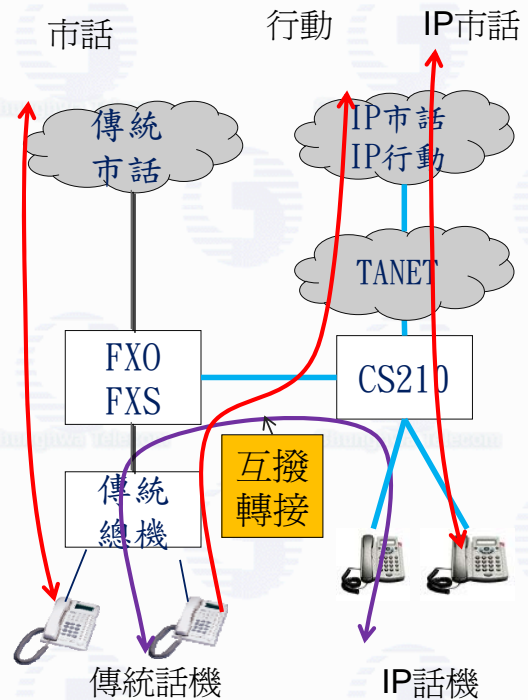 市話
行動
IP市話
傳統
市話
IP市話
IP行動
TANET
FXO
FXS
CS210
互撥
轉接
傳統
總機
傳統話機
IP話機